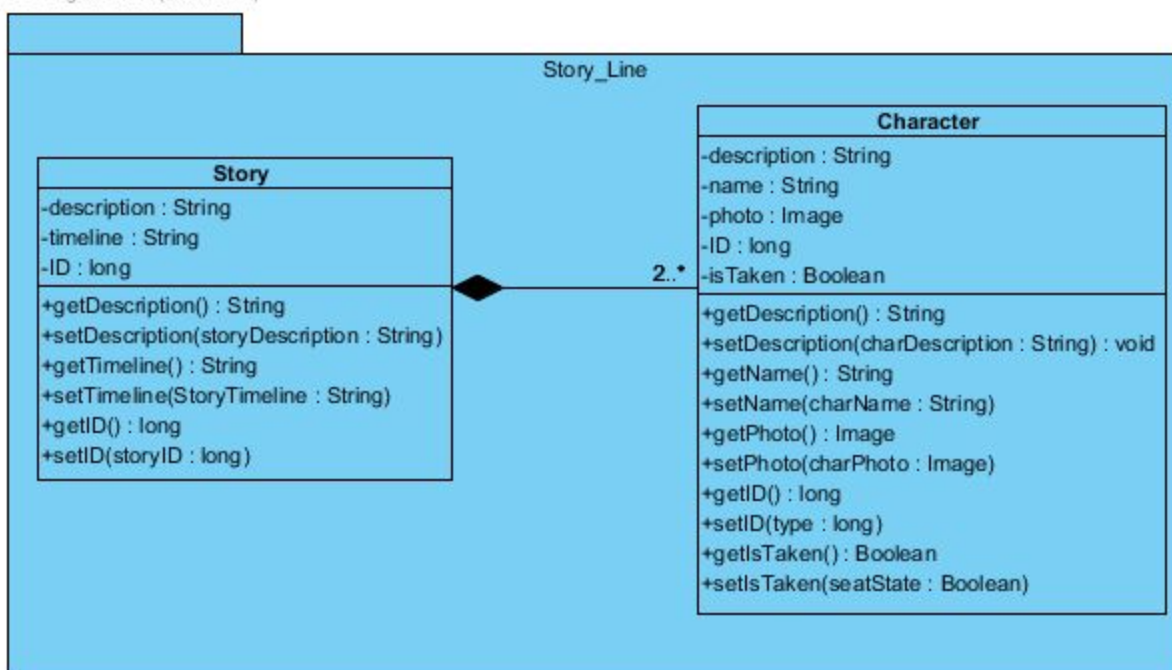 Story_Line
Story
-description : String
-timeline : String
-ID : long
+getDescription() : String
+setDescription(storyDescription : String)
+getTimeline() : String
+setTimeline(StoryTimeline : String)
+getID() : long
+setID(storyID : long)
2..*
Character
-description : String
-name : String
-photo : Image
-ID : long
-isTaken : Boolean
+getDescription() : String
+setDescription(charDescription : String) : void
+getName() : String
+setName(charName : String)
+getPhoto() : Image
+setPhoto(charPhoto : Image)
+getID() : long
+setID(type : long)
+getIsTaken() : Boolean
+setIsTaken(seatState : Boolean)